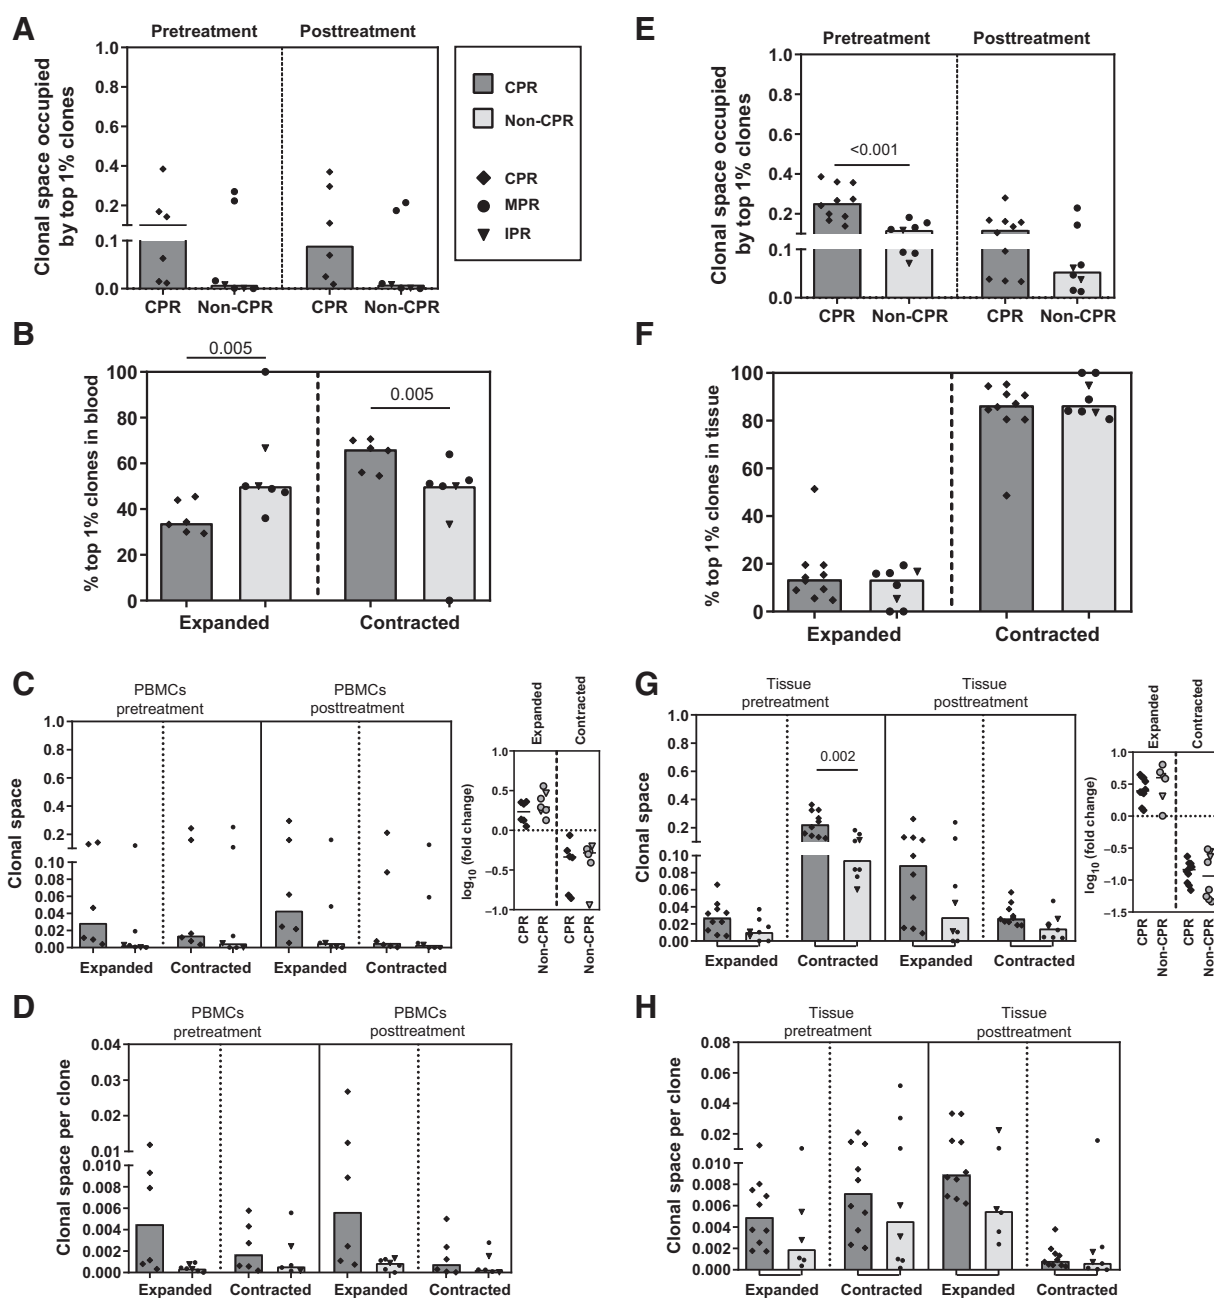 A
Pretreatment
Posttreatment
Clonal space occupied
by top 1% clones
1.0
0.8
0.6
0.4
0.2
0.1
0.0
CPR
Non-CPR
CPR
Non-CPR
CPR
Non-CPR
CPR
MPR
IPR
E
Pretreatment
Posttreatment
Clonal space occupied
by top 1% clones
1.0
0.8
0.6
0.4
0.2
0.1
0.0
<0.001
CPR
Non-CPR
CPR
Non-CPR
B
% top 1% clones in blood
100
80
60
40
20
0
0.005
0.005
Expanded
Contracted
F
% top 1% clones in tissue
100
80
60
40
20
0
Expanded
Contracted
C
PBMCs
pretreatment
PBMCs
posttreatment
Clonal space
1.0
0.8
0.6
0.4
0.2
0.10
0.08
0.06
0.04
0.02
0.00
Expanded
Contracted
Expanded
Contracted
Expanded
Contracted
log10 (fold change)
1.0
0.5
0.0
−0.5
−1.0
CPR
Non-CPR
CPR
Non-CPR
G
Tissue
pretreatment
Tissue
posttreatment
Clonal space
1.0
0.8
0.6
0.4
0.2
0.10
0.08
0.06
0.04
0.02
0.00
0.002
Expanded
Contracted
Expanded
Contracted
Expanded
Contracted
log10 (fold change)
1.0
0.5
0.0
−0.5
−1.0
−1.5
CPR
Non-CPR
CPR
Non-CPR
D
PBMCs
pretreatment
PBMCs
posttreatment
Clonal space per clone
0.04
0.03
0.02
0.01
0.010
0.008
0.006
0.004
0.002
0.000
Expanded
Contracted
Expanded
Contracted
H
Tissue
pretreatment
Tissue
posttreatment
Clonal space per clone
0.08
0.06
0.04
0.02
0.010
0.008
0.006
0.004
0.002
0.000
Expanded
Contracted
Expanded
Contracted